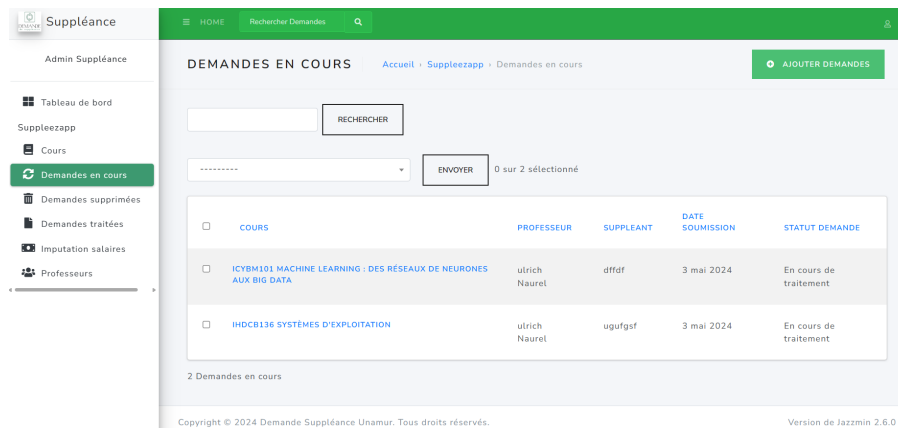 Suppléance
HOME
Rechercher Demandes
Admin Suppléance
DEMANDES EN COURS
Accueil › Suppleezapp › Demandes en cours
AJOUTER DEMANDES
Tableau de bord
Suppleezapp
Cours
Demandes en cours
Demandes supprimées
Demandes traitées
Imputation salaires
Professeurs
RECHERCHER
---------
ENVOYER
0 sur 2 sélectionné
COURS
PROFESSEUR
SUPPLEANT
DATE
SOUMISSION
STATUT DEMANDE
ICYBM101 MACHINE LEARNING : DES RÉSEAUX DE NEURONES
AUX BIG DATA
ulrich
Naurel
dffdf
3 mai 2024
En cours de
traitement
IHDCB136 SYSTÈMES D'EXPLOITATION
ulrich
Naurel
ugufgsf
3 mai 2024
En cours de
traitement
2 Demandes en cours
Copyright © 2024 Demande Suppléance Unamur. Tous droits réservés.
Version de Jazzmin 2.6.0